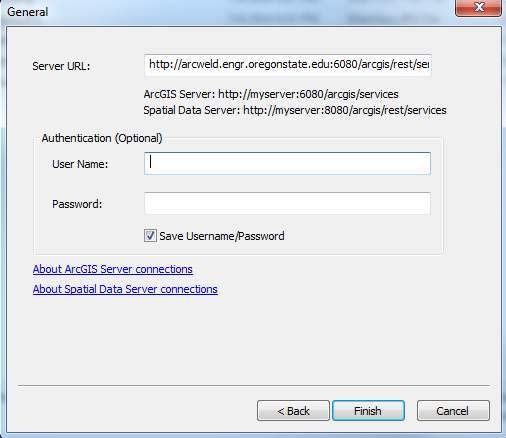 General
Server URL: http://arcweld.engr.oregonstate.edu:6080/arcgis/rest/ser
ArcGIS Server: http://myserver:6080/arcgis/services
Spatial Data Server: http://myserver:8080/arcgis/rest/services
Authentication (Optional)
User Name:
Password:
Save Username/Password
About ArcGIS Server connections
About Spatial Data Server connections
< Back Finish Cancel